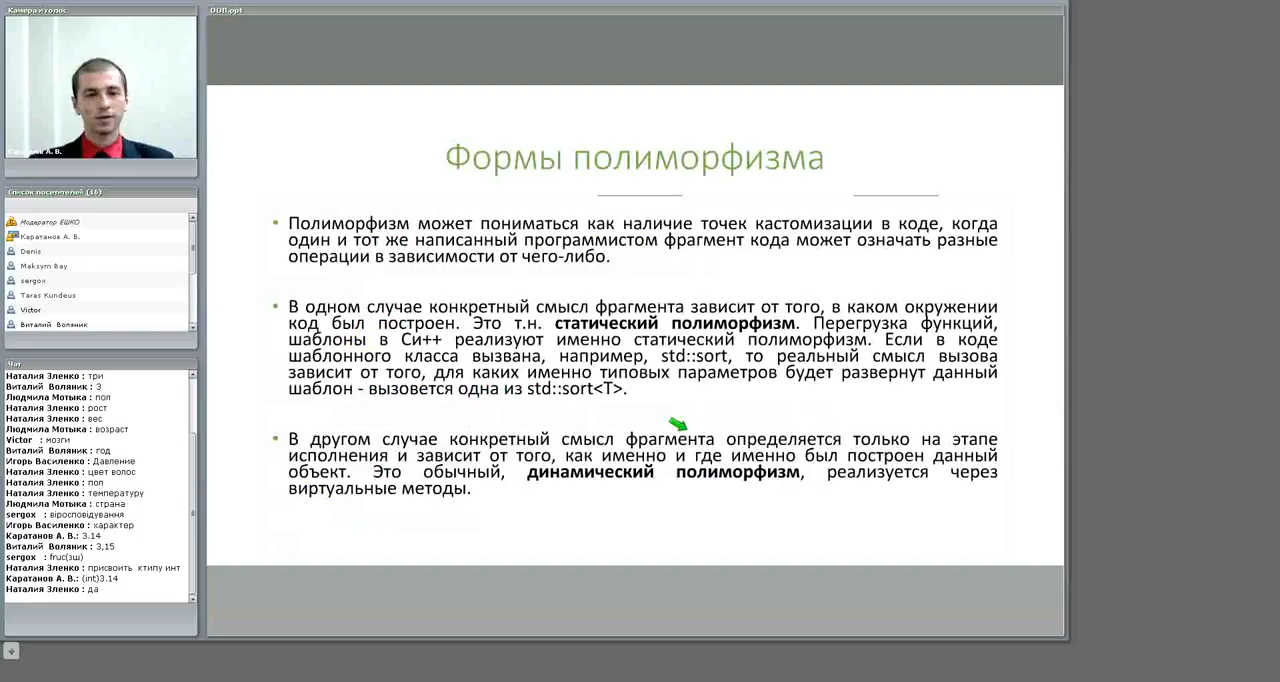 Камера и голос
ООП.ppt
Каратанов А. В.
Список посетителей (16)
Модератор ЕШКО
Каратанов А. В.
Denis
Maksym Bay
sergox
Taras Kundeus
Victor
Виталий Воляник
Чат
Наталия Зленко : три
Виталий Воляник : 3
Людмила Мотыка : пол
Наталия Зленко : рост
Наталия Зленко : вес
Людмила Мотыка : возраст
Victor : мозги
Виталий Воляник : год
Игорь Василенко : Давление
Наталия Зленко : цвет волос
Наталия Зленко : пол
Наталия Зленко : температуру
Людмила Мотыка : страна
sergox : віросповідування
Игорь Василенко : характер
Каратанов А. В.: 3.14
Виталий Воляник : 3,15
sergox : fruc(зш)
Наталия Зленко : присвоить ктипу инт
Каратанов А. В.: (int)3.14
Наталия Зленко : да
Формы полиморфизма
• Полиморфизм может пониматься как наличие точек кастомизации в коде, когда
один и тот же написанный программистом фрагмент кода может означать разные
операции в зависимости от чего-либо.
• В одном случае конкретный смысл фрагмента зависит от того, в каком окружении
код был построен. Это т.н. статический полиморфизм. Перегрузка функций,
шаблоны в Си++ реализуют именно статический полиморфизм. Если в коде
шаблонного класса вызвана, например, std::sort, то реальный смысл вызова
зависит от того, для каких именно типовых параметров будет развернут данный
шаблон - вызовется одна из std::sort<T>.
• В другом случае конкретный смысл фрагмента определяется только на этапе
исполнения и зависит от того, как именно и где именно был построен данный
объект. Это обычный, динамический полиморфизм, реализуется через
виртуальные методы.